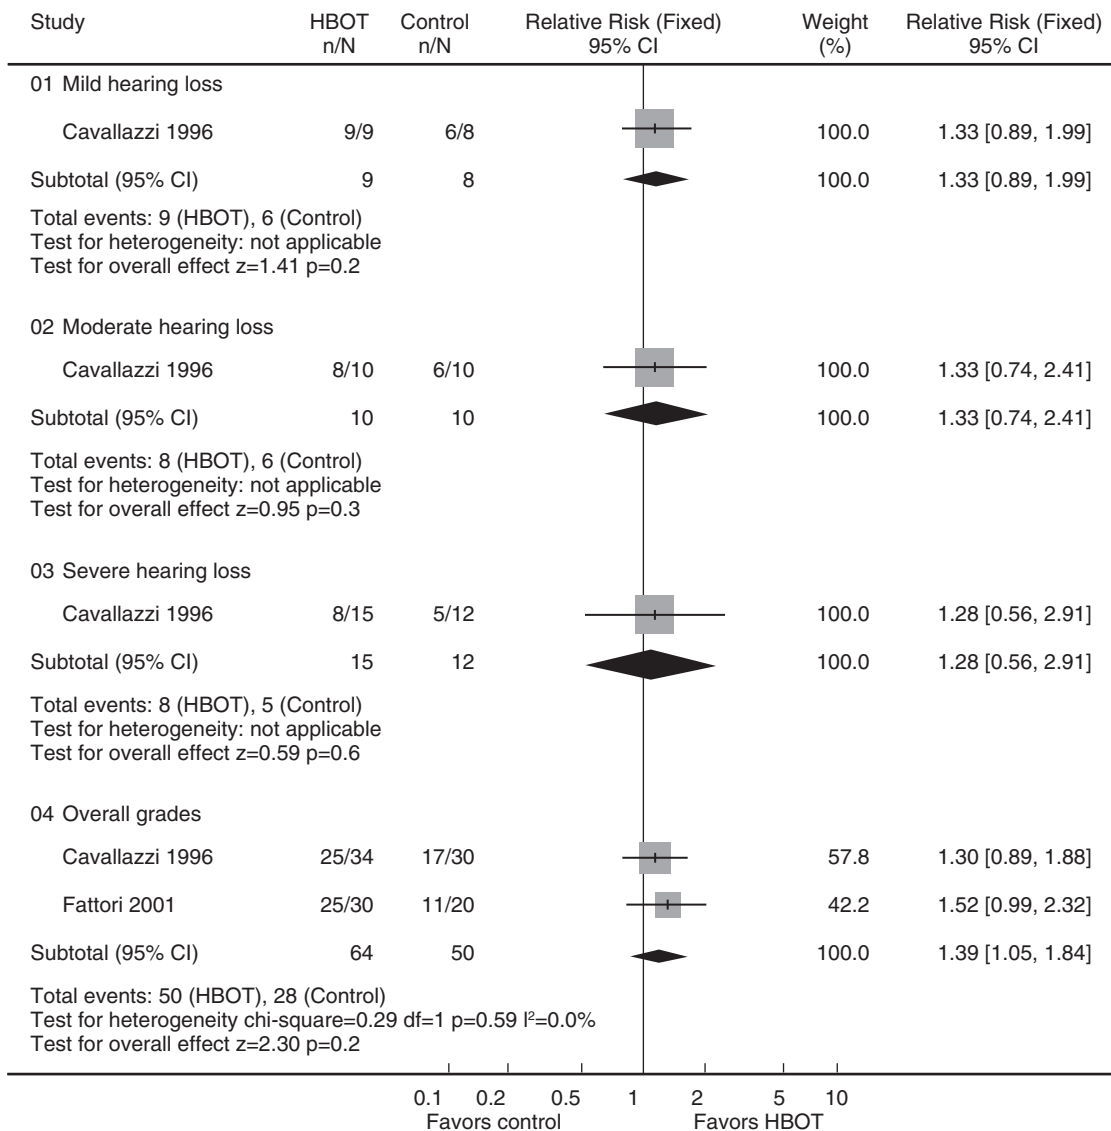 Study HBOT Control Relative Risk (Fixed) Weight Relative Risk (Fixed)
n/N n/N 95% CI (%) 95% CI
01 Mild hearing loss
Cavallazzi 1996 9/9 6/8 100.0 1.33 [0.89, 1.99]
Subtotal (95% CI) 9 8 100.0 1.33 [0.89, 1.99]
Total events: 9 (HBOT), 6 (Control)
Test for heterogeneity: not applicable
Test for overall effect z=1.41 p=0.2
02 Moderate hearing loss
Cavallazzi 1996 8/10 6/10 100.0 1.33 [0.74, 2.41]
Subtotal (95% CI) 10 10 100.0 1.33 [0.74, 2.41]
Total events: 8 (HBOT), 6 (Control)
Test for heterogeneity: not applicable
Test for overall effect z=0.95 p=0.3
03 Severe hearing loss
Cavallazzi 1996 8/15 5/12 100.0 1.28 [0.56, 2.91]
Subtotal (95% CI) 15 12 100.0 1.28 [0.56, 2.91]
Total events: 8 (HBOT), 5 (Control)
Test for heterogeneity: not applicable
Test for overall effect z=0.59 p=0.6
04 Overall grades
Cavallazzi 1996 25/34 17/30 57.8 1.30 [0.89, 1.88]
Fattori 2001 25/30 11/20 42.2 1.52 [0.99, 2.32]
Subtotal (95% CI) 64 50 100.0 1.39 [1.05, 1.84]
Total events: 50 (HBOT), 28 (Control)
Test for heterogeneity chi-square=0.29 df=1 p=0.59 I²=0.0%
Test for overall effect z=2.30 p=0.2
0.1 0.2 0.5 1 2 5 10
Favors control Favors HBOT